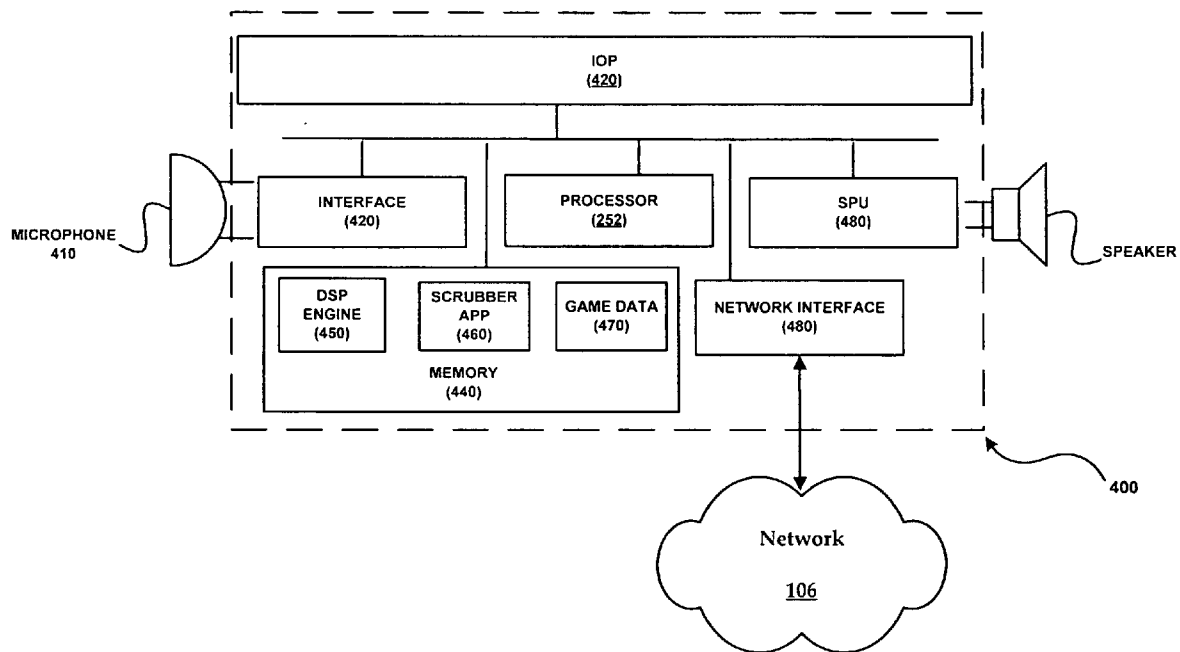 IOP
(420)
INTERFACE
(420)
PROCESSOR
(252)
SPU
(480)
MICROPHONE
410
SPEAKER
DSP
ENGINE
(450)
SCRUBBER
APP
(460)
GAME DATA
(470)
NETWORK INTERFACE
(480)
MEMORY
(440)
400
Network
106